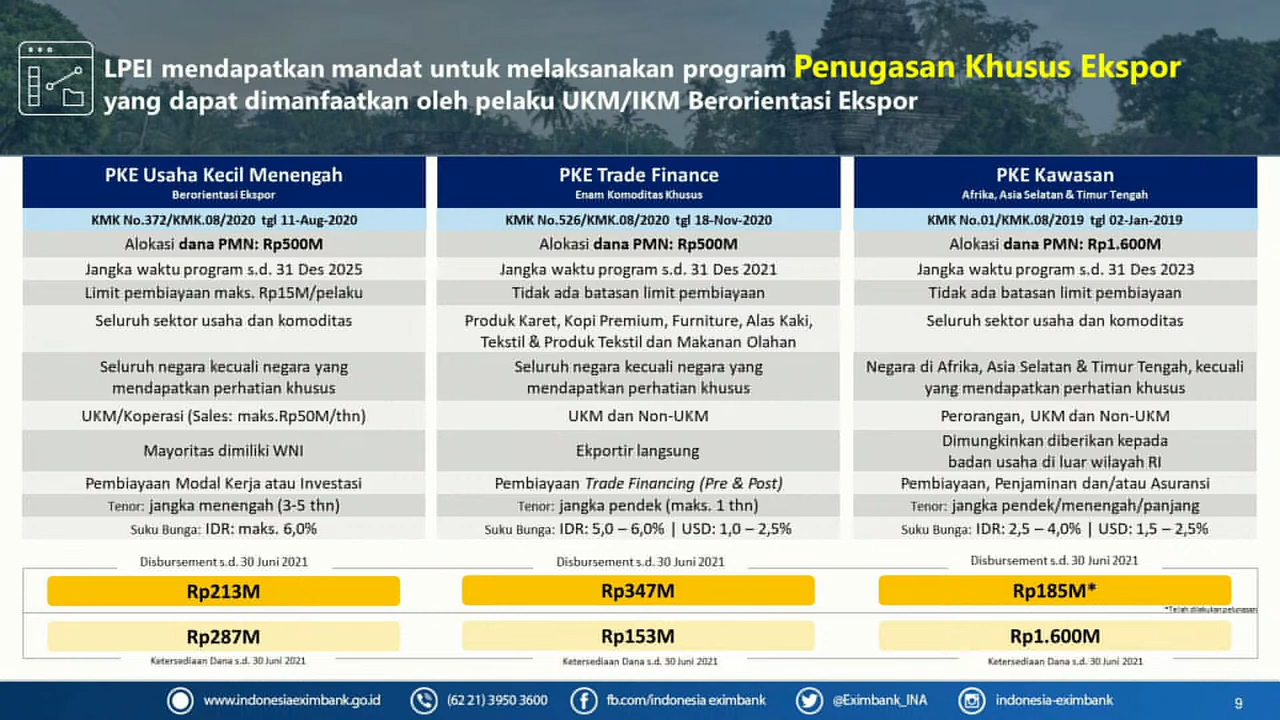 LPEI mendapatkan mandat untuk melaksanakan program Penugasan Khusus Ekspor
yang dapat dimanfaatkan oleh pelaku UKM/IKM Berorientasi Ekspor
PKE Usaha Kecil Menengah
Berorientasi Ekspor
KMK No.372/KMK.08/2020 tgl 11-Aug-2020
Alokasi dana PMN: Rp500M
Jangka waktu program s.d. 31 Des 2025
Limit pembiayaan maks. Rp15M/pelaku
Seluruh sektor usaha dan komoditas
Seluruh negara kecuali negara yang
mendapatkan perhatian khusus
UKM/Koperasi (Sales: maks.Rp50M/thn)
Mayoritas dimiliki WNI
Pembiayaan Modal Kerja atau Investasi
Tenor: jangka menengah (3-5 thn)
Suku Bunga: IDR: maks. 6,0%
Disbursement s.d. 30 Juni 2021
Rp213M
Rp287M
Ketersediaan Dana s.d. 30 Juni 2021
PKE Trade Finance
Enam Komoditas Khusus
KMK No.526/KMK.08/2020 tgl 18-Nov-2020
Alokasi dana PMN: Rp500M
Jangka waktu program s.d. 31 Des 2021
Tidak ada batasan limit pembiayaan
Produk Karet, Kopi Premium, Furniture, Alas Kaki,
Tekstil & Produk Tekstil dan Makanan Olahan
Seluruh negara kecuali negara yang
mendapatkan perhatian khusus
UKM dan Non-UKM
Ekportir langsung
Pembiayaan Trade Financing (Pre & Post)
Tenor: jangka pendek (maks. 1 thn)
Suku Bunga: IDR: 5,0 – 6,0% | USD: 1,0 – 2,5%
Disbursement s.d. 30 Juni 2021
Rp347M
Rp153M
Ketersediaan Dana s.d. 30 Juni 2021
PKE Kawasan
Afrika, Asia Selatan & Timur Tengah
KMK No.01/KMK.08/2019 tgl 02-Jan-2019
Alokasi dana PMN: Rp1.600M
Jangka waktu program s.d. 31 Des 2023
Tidak ada batasan limit pembiayaan
Seluruh sektor usaha dan komoditas
Negara di Afrika, Asia Selatan & Timur Tengah, kecuali
yang mendapatkan perhatian khusus
Perorangan, UKM dan Non-UKM
Dimungkinkan diberikan kepada
badan usaha di luar wilayah RI
Pembiayaan, Penjaminan dan/atau Asuransi
Tenor: jangka pendek/menengah/panjang
Suku Bunga: IDR: 2,5 – 4,0% | USD: 1,5 – 2,5%
Disbursement s.d. 30 Juni 2021
Rp185M*
*Telah dilakukan pelunasan
Rp1.600M
Ketersediaan Dana s.d. 30 Juni 2021
www.indonesiaeximbank.go.id
(62 21) 3950 3600
fb.com/indonesia eximbank
@Eximbank_INA
indonesia-eximbank
9